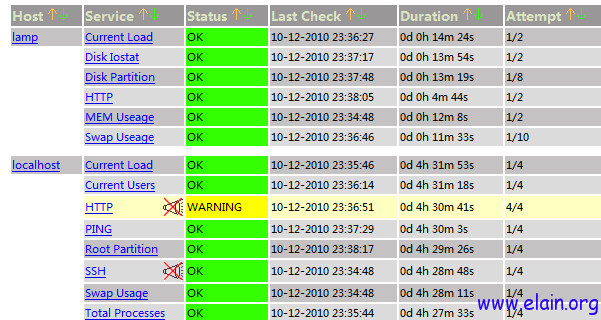 Host Service Status Last Check Duration Attempt
lamp Current Load OK 10-12-2010 23:36:27 0d 0h 14m 24s 1/2
Disk Iostat OK 10-12-2010 23:37:17 0d 0h 13m 54s 1/2
Disk Partition OK 10-12-2010 23:37:48 0d 0h 13m 19s 1/8
HTTP OK 10-12-2010 23:38:05 0d 0h 4m 44s 1/2
MEM Useage OK 10-12-2010 23:34:48 0d 0h 12m 8s 1/2
Swap Useage OK 10-12-2010 23:36:46 0d 0h 11m 33s 1/10
localhost Current Load OK 10-12-2010 23:35:46 0d 4h 31m 53s 1/4
Current Users OK 10-12-2010 23:36:14 0d 4h 31m 18s 1/4
HTTP WARNING 10-12-2010 23:36:51 0d 4h 30m 41s 4/4
PING OK 10-12-2010 23:37:29 0d 4h 30m 3s 1/4
Root Partition OK 10-12-2010 23:38:17 0d 4h 29m 26s 1/4
SSH OK 10-12-2010 23:34:48 0d 4h 28m 48s 1/4
Swap Usage OK 10-12-2010 23:34:48 0d 4h 28m 11s 1/4
Total Processes OK 10-12-2010 23:35:44 0d 4h 27m 33s 1/4
www.elain.org